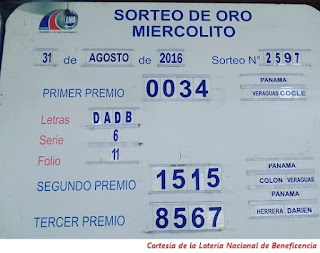 LNB
SORTEO DE ORO
MIERCOLITO
31 de AGOSTO de 2016 Sorteo N° 2597
PRIMER PREMIO 0034 PANAMA
VERAGUAS COCLE
Letras DADB
Serie 6
Folio 11
SEGUNDO PREMIO 1515 PANAMA
COLON VERAGUAS
PANAMA
TERCER PREMIO 8567 HERRERA DARIEN
Cortesía de la Lotería Nacional de Beneficencia